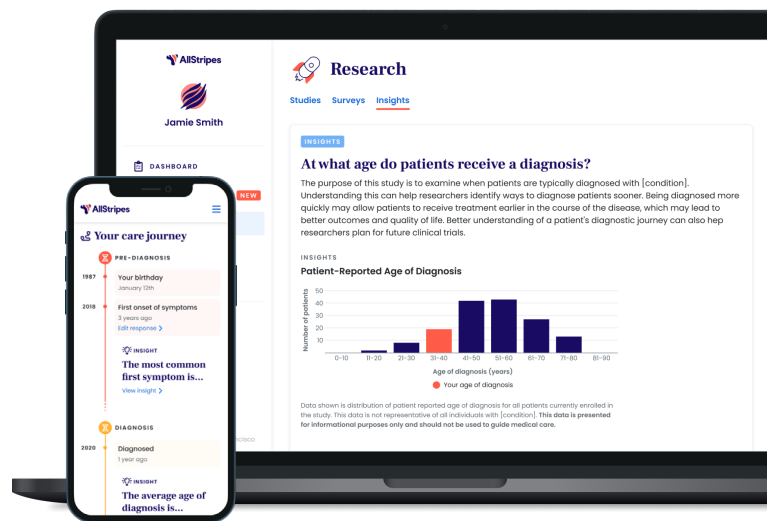 AllStripes
Jamie Smith
DASHBOARD
NEW
Research
Studies Surveys Insights
INSIGHTS
At what age do patients receive a diagnosis?
The purpose of this study is to examine when patients are typically diagnosed with [condition].
Understanding this can help researchers identify ways to diagnose patients sooner. Being diagnosed more
quickly may allow patients to receive treatment earlier in the course of the disease, which may lead to
better outcomes and quality of life. Better understanding of a patient's diagnostic journey can also hep
researchers plan for future clinical trials.
INSIGHTS
Patient-Reported Age of Diagnosis
Number of patients
50
40
30
20
10
0-10 11-20 21-30 31-40 41-50 51-60 61-70 71-80 81-90
Age of diagnosis (years)
Your age of diagnosis
Data shown is distribution of patient reported age of diagnosis for all patients currently enrolled in
the study. This data is not representative of all individuals with [condition]. This data is presented
for informational purposes only and should not be used to guide medical care.
AllStripes
Your care journey
PRE-DIAGNOSIS
1987 Your birthday
January 12th
2018 First onset of symptoms
3 years ago
Edit response >
INSIGHT
The most common
first symptom is...
View insight >
DIAGNOSIS
2020 Diagnosed
1 year ago
INSIGHT
The average age of
diagnosis is...